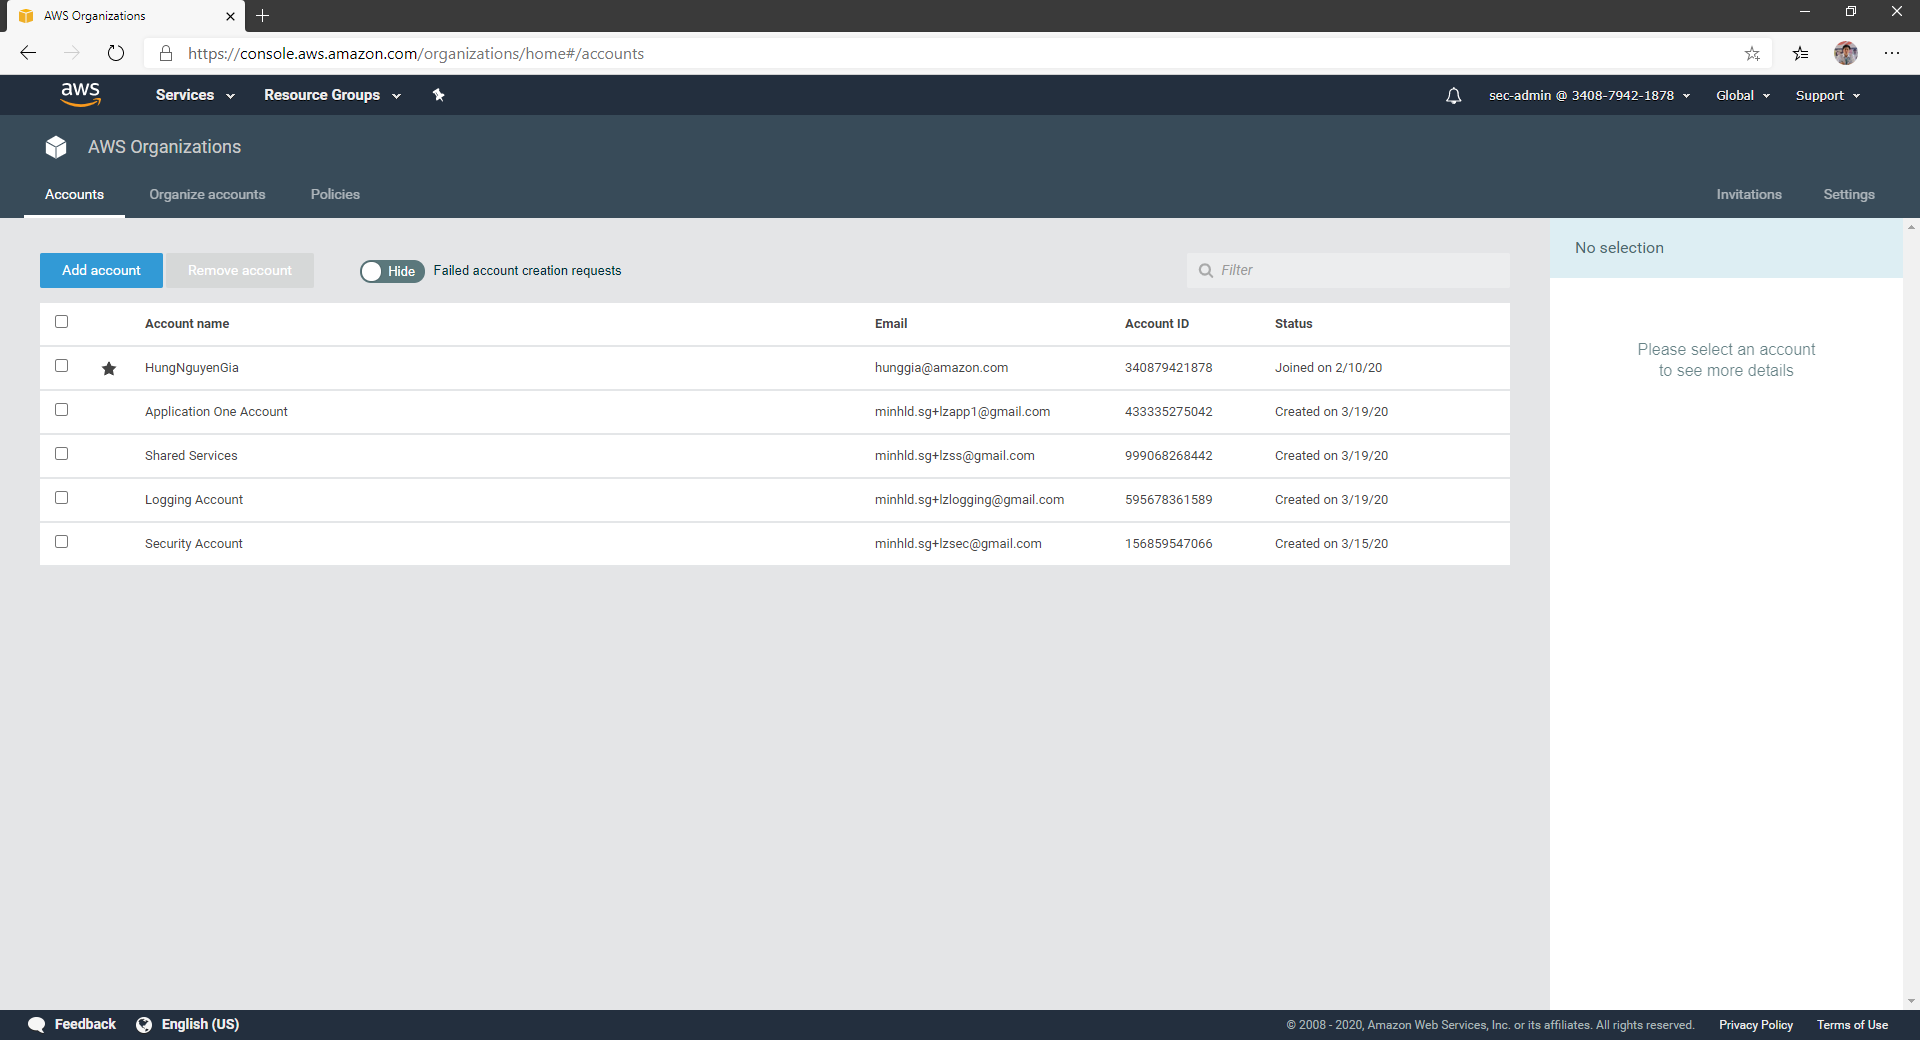 AWS Organizations
https://console.aws.amazon.com/organizations/home#/accounts
aws Services Resource Groups sec-admin @ 3408-7942-1878 Global Support
AWS Organizations
Accounts Organize accounts Policies Invitations Settings
No selection
Add account Remove account Hide Failed account creation requests Filter
Account name Email Account ID Status
Please select an account
to see more details
HungNguyenGia hunggia@amazon.com 340879421878 Joined on 2/10/20
Application One Account minhld.sg+lzapp1@gmail.com 433335275042 Created on 3/19/20
Shared Services minhld.sg+lzss@gmail.com 999068268442 Created on 3/19/20
Logging Account minhld.sg+lzlogging@gmail.com 595678361589 Created on 3/19/20
Security Account minhld.sg+lzsec@gmail.com 156859547066 Created on 3/15/20
Feedback English (US) © 2008 - 2020, Amazon Web Services, Inc. or its affiliates. All rights reserved. Privacy Policy Terms of Use